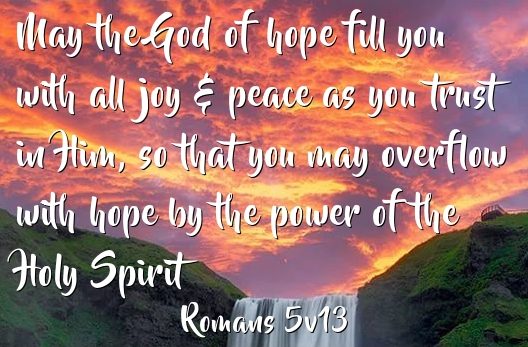 May the God of hope fill you
with all joy & peace as you trust
in Him, so that you may overflow
with hope by the power of the
Holy Spirit
Romans 5v13